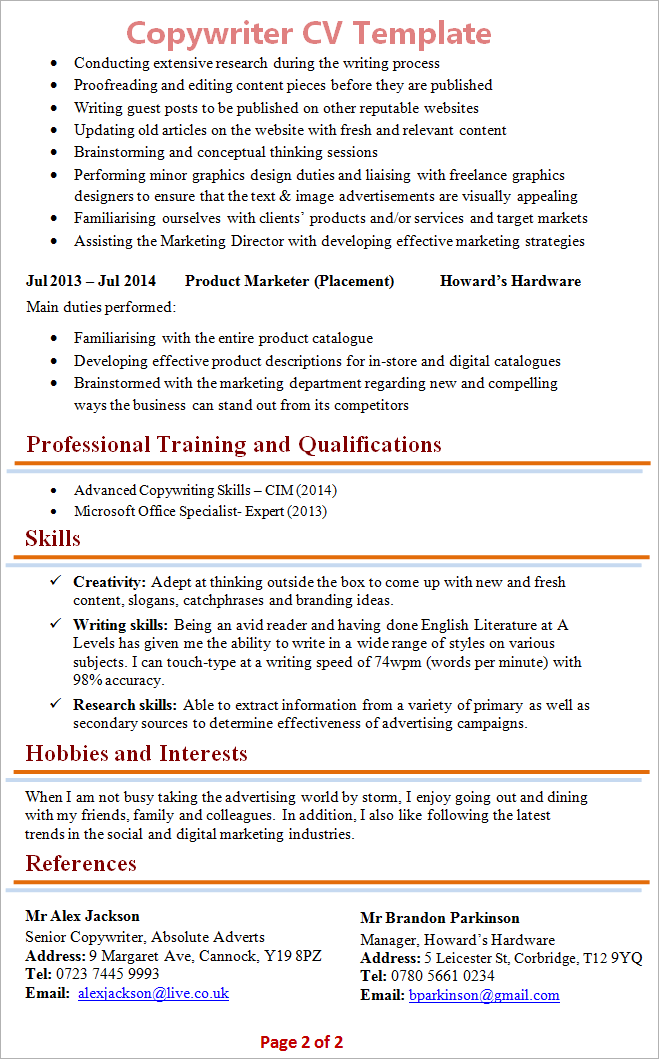 Copywriter CV Template
• Conducting extensive research during the writing process
• Proofreading and editing content pieces before they are published
• Writing guest posts to be published on other reputable websites
• Updating old articles on the website with fresh and relevant content
• Brainstorming and conceptual thinking sessions
• Performing minor graphics design duties and liaising with freelance graphics
designers to ensure that the text & image advertisements are visually appealing
• Familiarising ourselves with clients’ products and/or services and target markets
• Assisting the Marketing Director with developing effective marketing strategies
Jul 2013 – Jul 2014 Product Marketer (Placement) Howard’s Hardware
Main duties performed:
• Familiarising with the entire product catalogue
• Developing effective product descriptions for in-store and digital catalogues
• Brainstormed with the marketing department regarding new and compelling
ways the business can stand out from its competitors
Professional Training and Qualifications
• Advanced Copywriting Skills – CIM (2014)
• Microsoft Office Specialist- Expert (2013)
Skills
✓ Creativity: Adept at thinking outside the box to come up with new and fresh
content, slogans, catchphrases and branding ideas.
✓ Writing skills: Being an avid reader and having done English Literature at A
Levels has given me the ability to write in a wide range of styles on various
subjects. I can touch-type at a writing speed of 74wpm (words per minute) with
98% accuracy.
✓ Research skills: Able to extract information from a variety of primary as well as
secondary sources to determine effectiveness of advertising campaigns.
Hobbies and Interests
When I am not busy taking the advertising world by storm, I enjoy going out and dining
with my friends, family and colleagues. In addition, I also like following the latest
trends in the social and digital marketing industries.
References
Mr Alex Jackson
Senior Copywriter, Absolute Adverts
Address: 9 Margaret Ave, Cannock, Y19 8PZ
Tel: 0723 7445 9993
Email: alexjackson@live.co.uk
Mr Brandon Parkinson
Manager, Howard’s Hardware
Address: 5 Leicester St, Corbridge, T12 9YQ
Tel: 0780 5661 0234
Email: bparkinson@gmail.com
Page 2 of 2